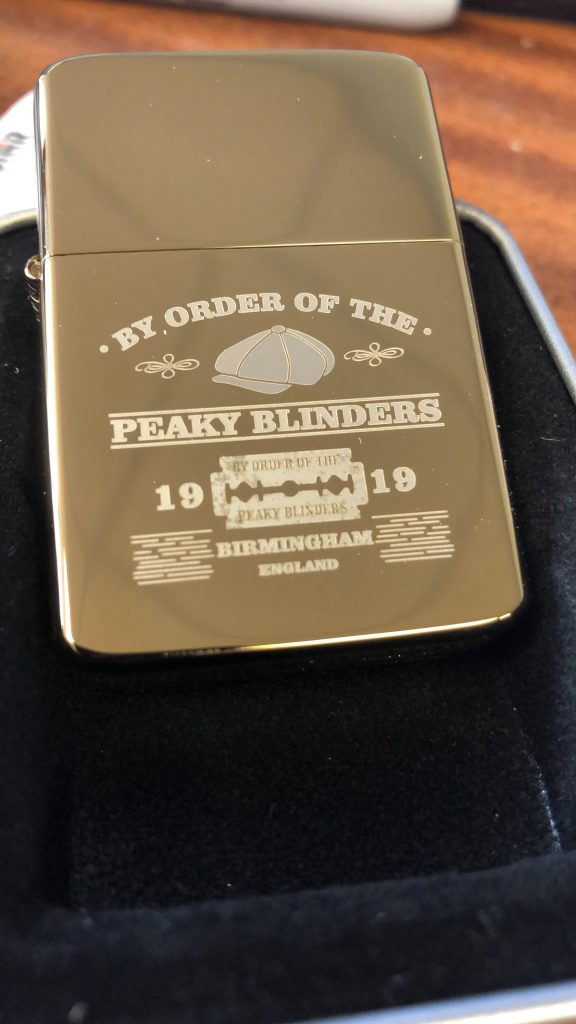 · BY ORDER OF THE ·
PEAKY BLINDERS
19 19
BY ORDER OF THE
PEAKY BLINDERS
BIRMINGHAM
ENGLAND